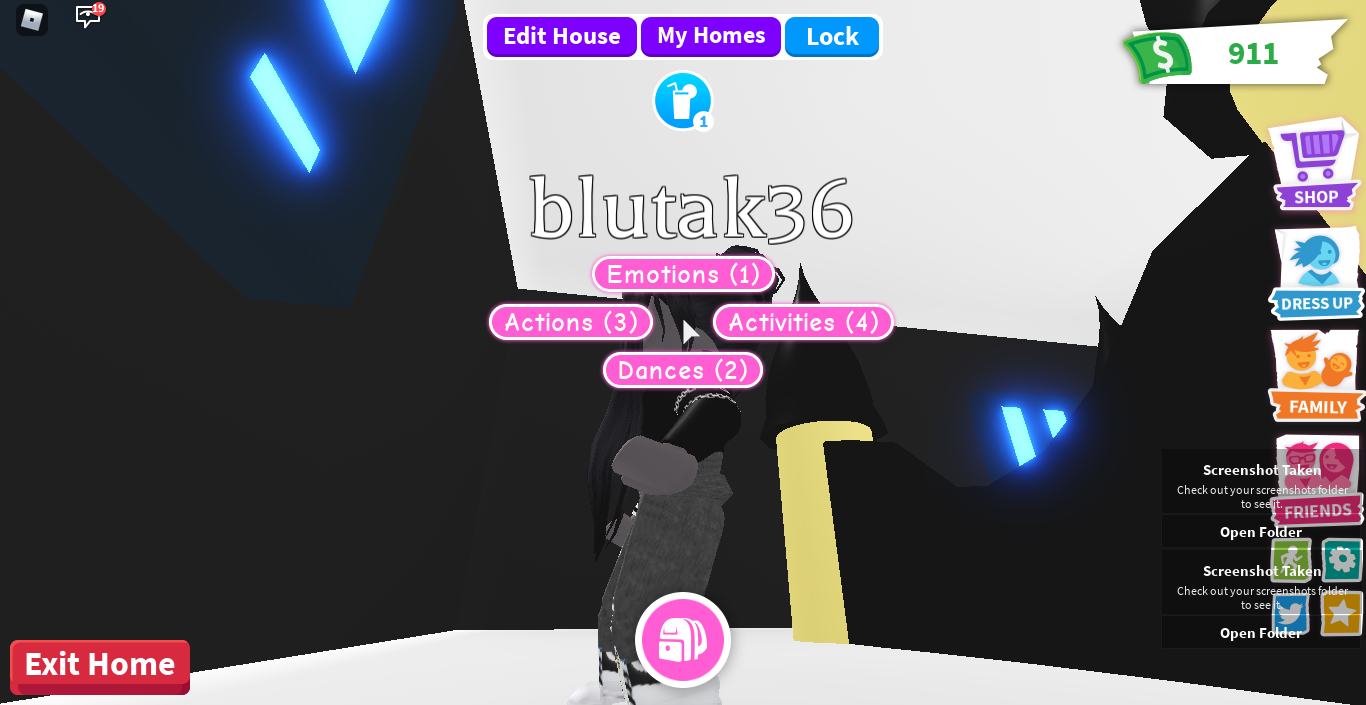 19
Edit House
My Homes
Lock
911
1
blutak36
SHOP
Emotions (1)
Actions (3)
Activities (4)
DRESS UP
Dances (2)
FAMILY
Screenshot Taken
Check out your screenshots folder
to see it.
FRIENDS
Open Folder
Screenshot Taken
Check out your screenshots folder
to see it.
Open Folder
Exit Home